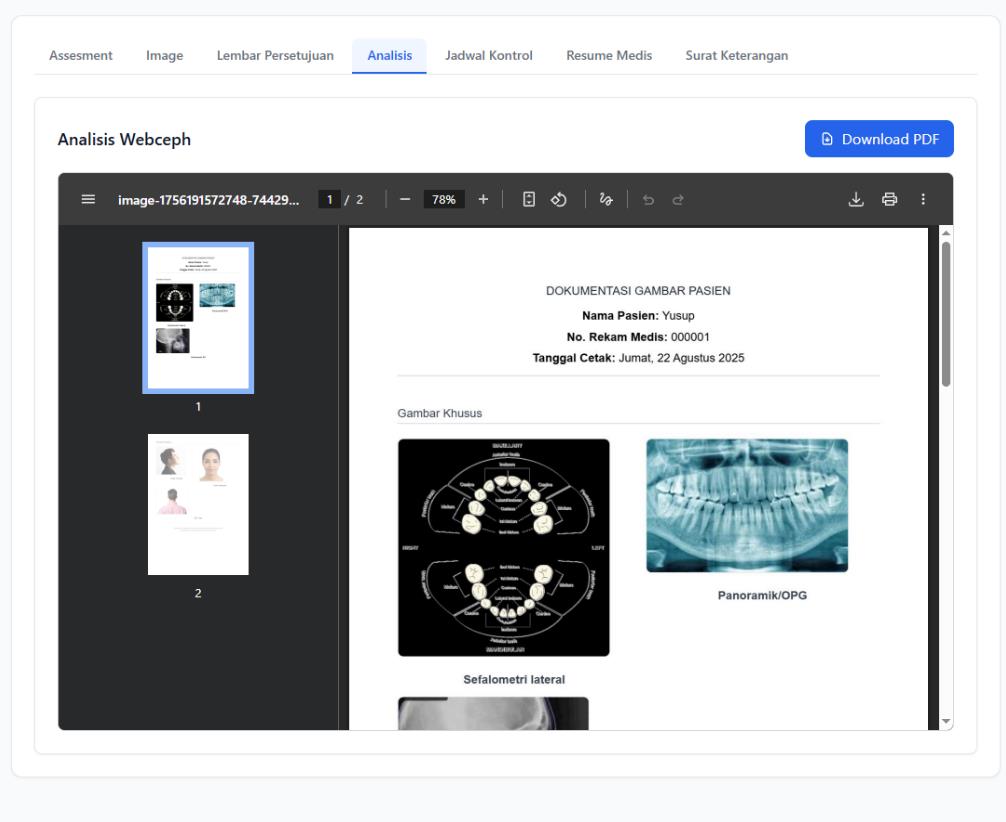 Assesment
Image
Lembar Persetujuan
Analisis
Jadwal Kontrol
Resume Medis
Surat Keterangan
Analisis Webceph
Download PDF
image-1756191572748-74429...
1 / 2
78%
1
2
DOKUMENTASI GAMBAR PASIEN
Nama Pasien: Yusup
No. Rekam Medis: 000001
Tanggal Cetak: Jumat, 22 Agustus 2025
Gambar Khusus
MAXILLARY
RIGHT
LEFT
MANDIBULAR
Sefalometri lateral
Panoramik/OPG